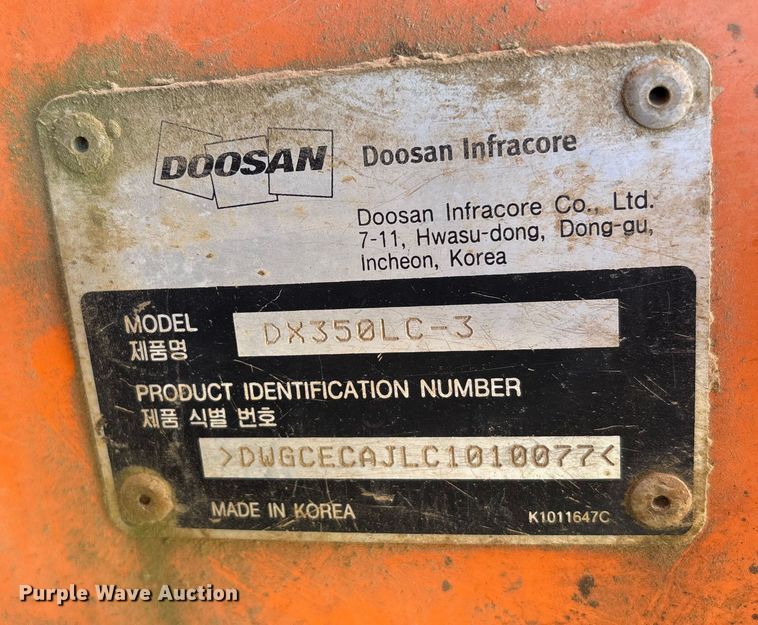 DOOSAN Doosan Infracore
Doosan Infracore Co., Ltd.
7-11, Hwasu-dong, Dong-gu,
Incheon, Korea
MODEL DX350LC-3
제품명
PRODUCT IDENTIFICATION NUMBER
제품 식별 번호
>DWGCECAJLC1010077<
MADE IN KOREA K1011647C
Purple Wave Auction